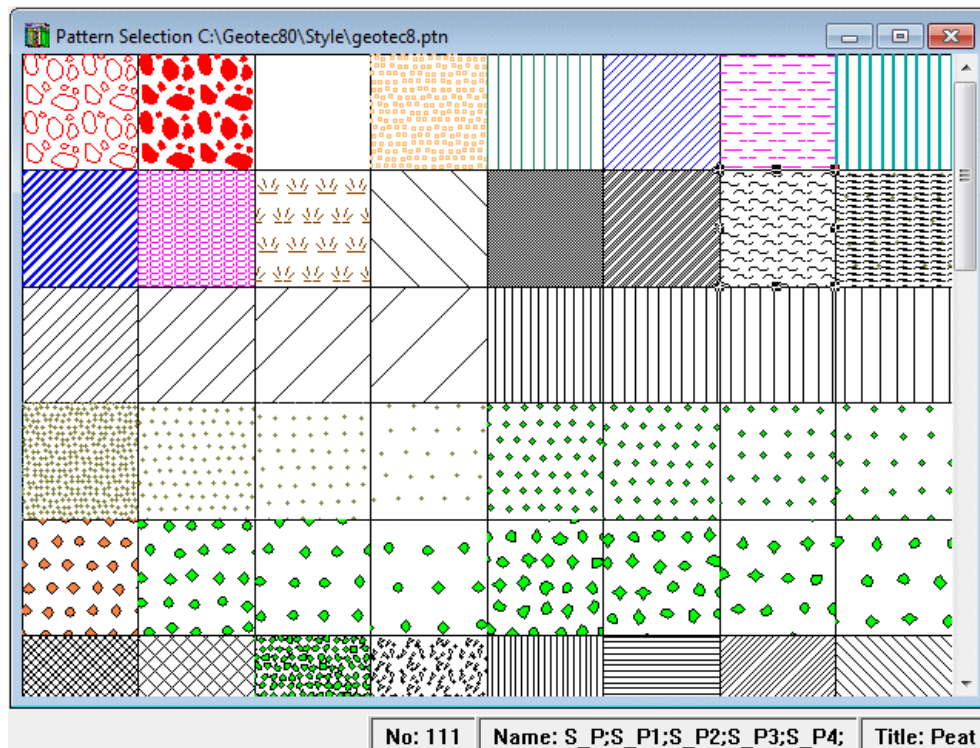 Pattern Selection C:\Geotec80\Style\geotec8.ptn
No: 111 Name: S_P;S_P1;S_P2;S_P3;S_P4; Title: Peat